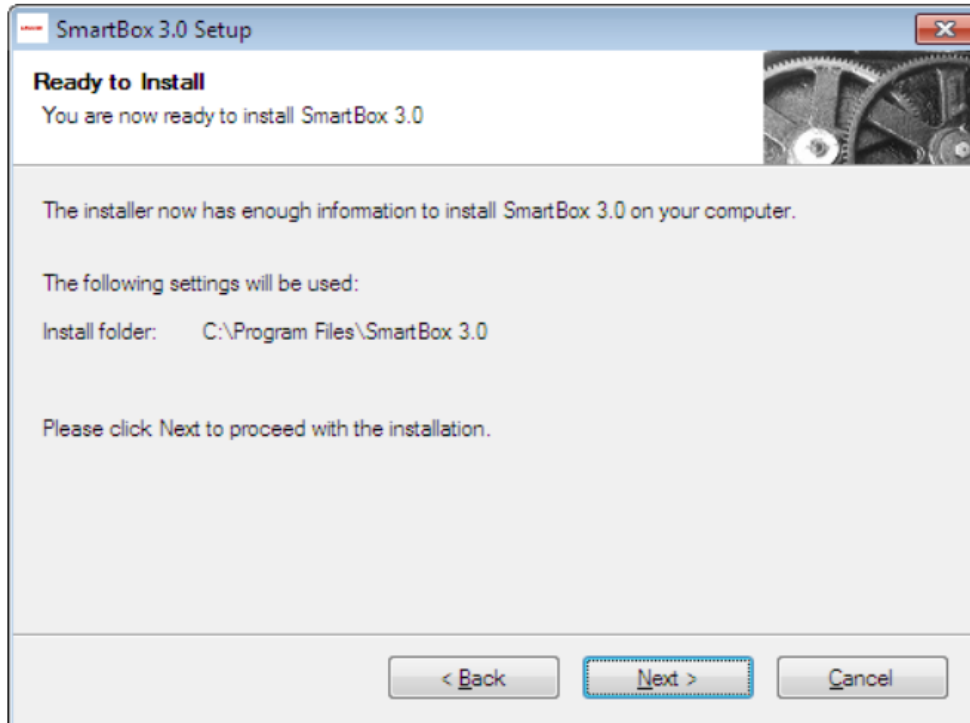 SmartBox 3.0 Setup
Ready to Install
You are now ready to install SmartBox 3.0
The installer now has enough information to install SmartBox 3.0 on your computer.
The following settings will be used:
Install folder: C:\Program Files\SmartBox 3.0
Please click Next to proceed with the installation.
< Back Next > Cancel